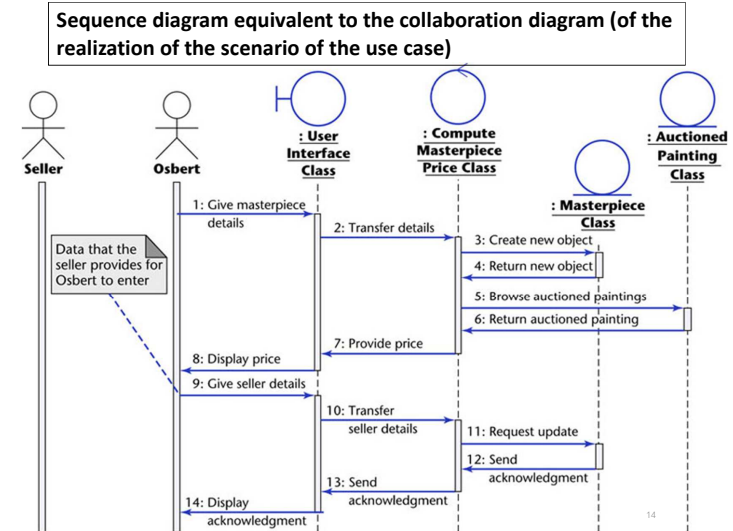 Sequence diagram equivalent to the collaboration diagram (of the
realization of the scenario of the use case)
Seller
Osbert
: User
Interface
Class
: Compute
Masterpiece
Price Class
: Masterpiece
Class
: Auctioned
Painting
Class
1: Give masterpiece
details
2: Transfer details
3: Create new object
Data that the
seller provides for
Osbert to enter
4: Return new object
5: Browse auctioned paintings
6: Return auctioned painting
7: Provide price
8: Display price
9: Give seller details
10: Transfer
seller details
11: Request update
12: Send
acknowledgment
13: Send
acknowledgment
14: Display
acknowledgment
14